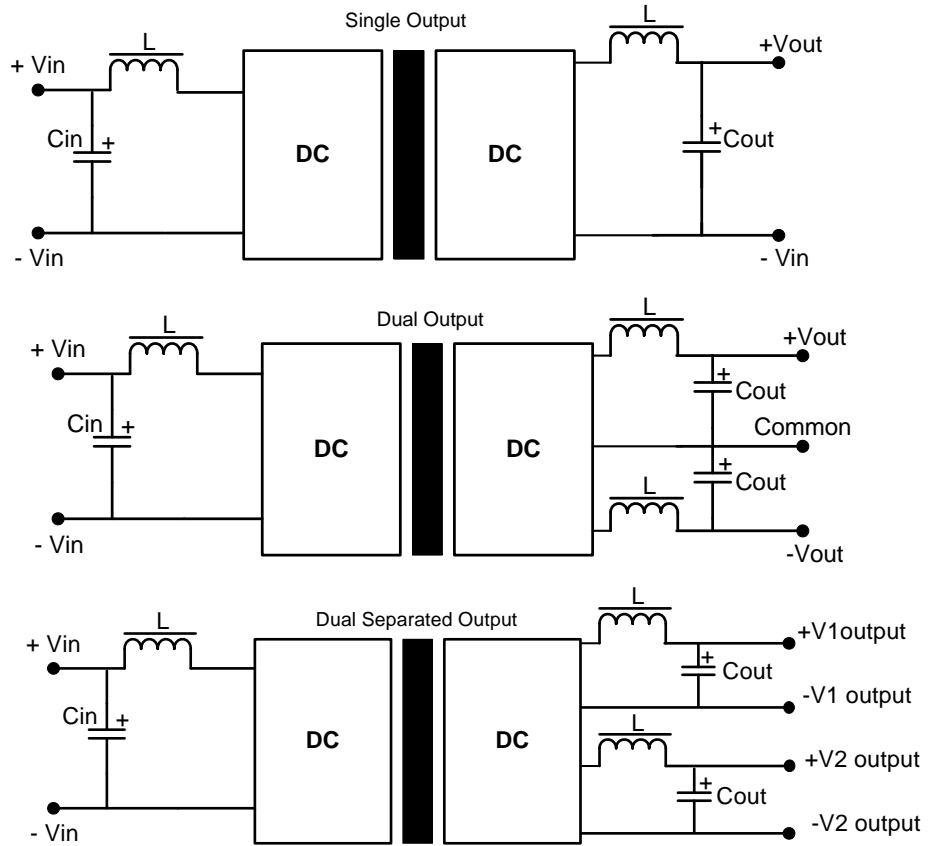 Single Output
L
L
+ Vin
+Vout
Cin
+
DC
DC
+
Cout
- Vin
- Vin
Dual Output
L
L
+ Vin
+Vout
Cin
+
+
Cout
DC
DC
Common
+
Cout
L
- Vin
-Vout
Dual Separated Output
L
L
+ Vin
+V1output
+
Cout
-V1 output
Cin
+
DC
DC
L
+V2 output
+
Cout
- Vin
-V2 output